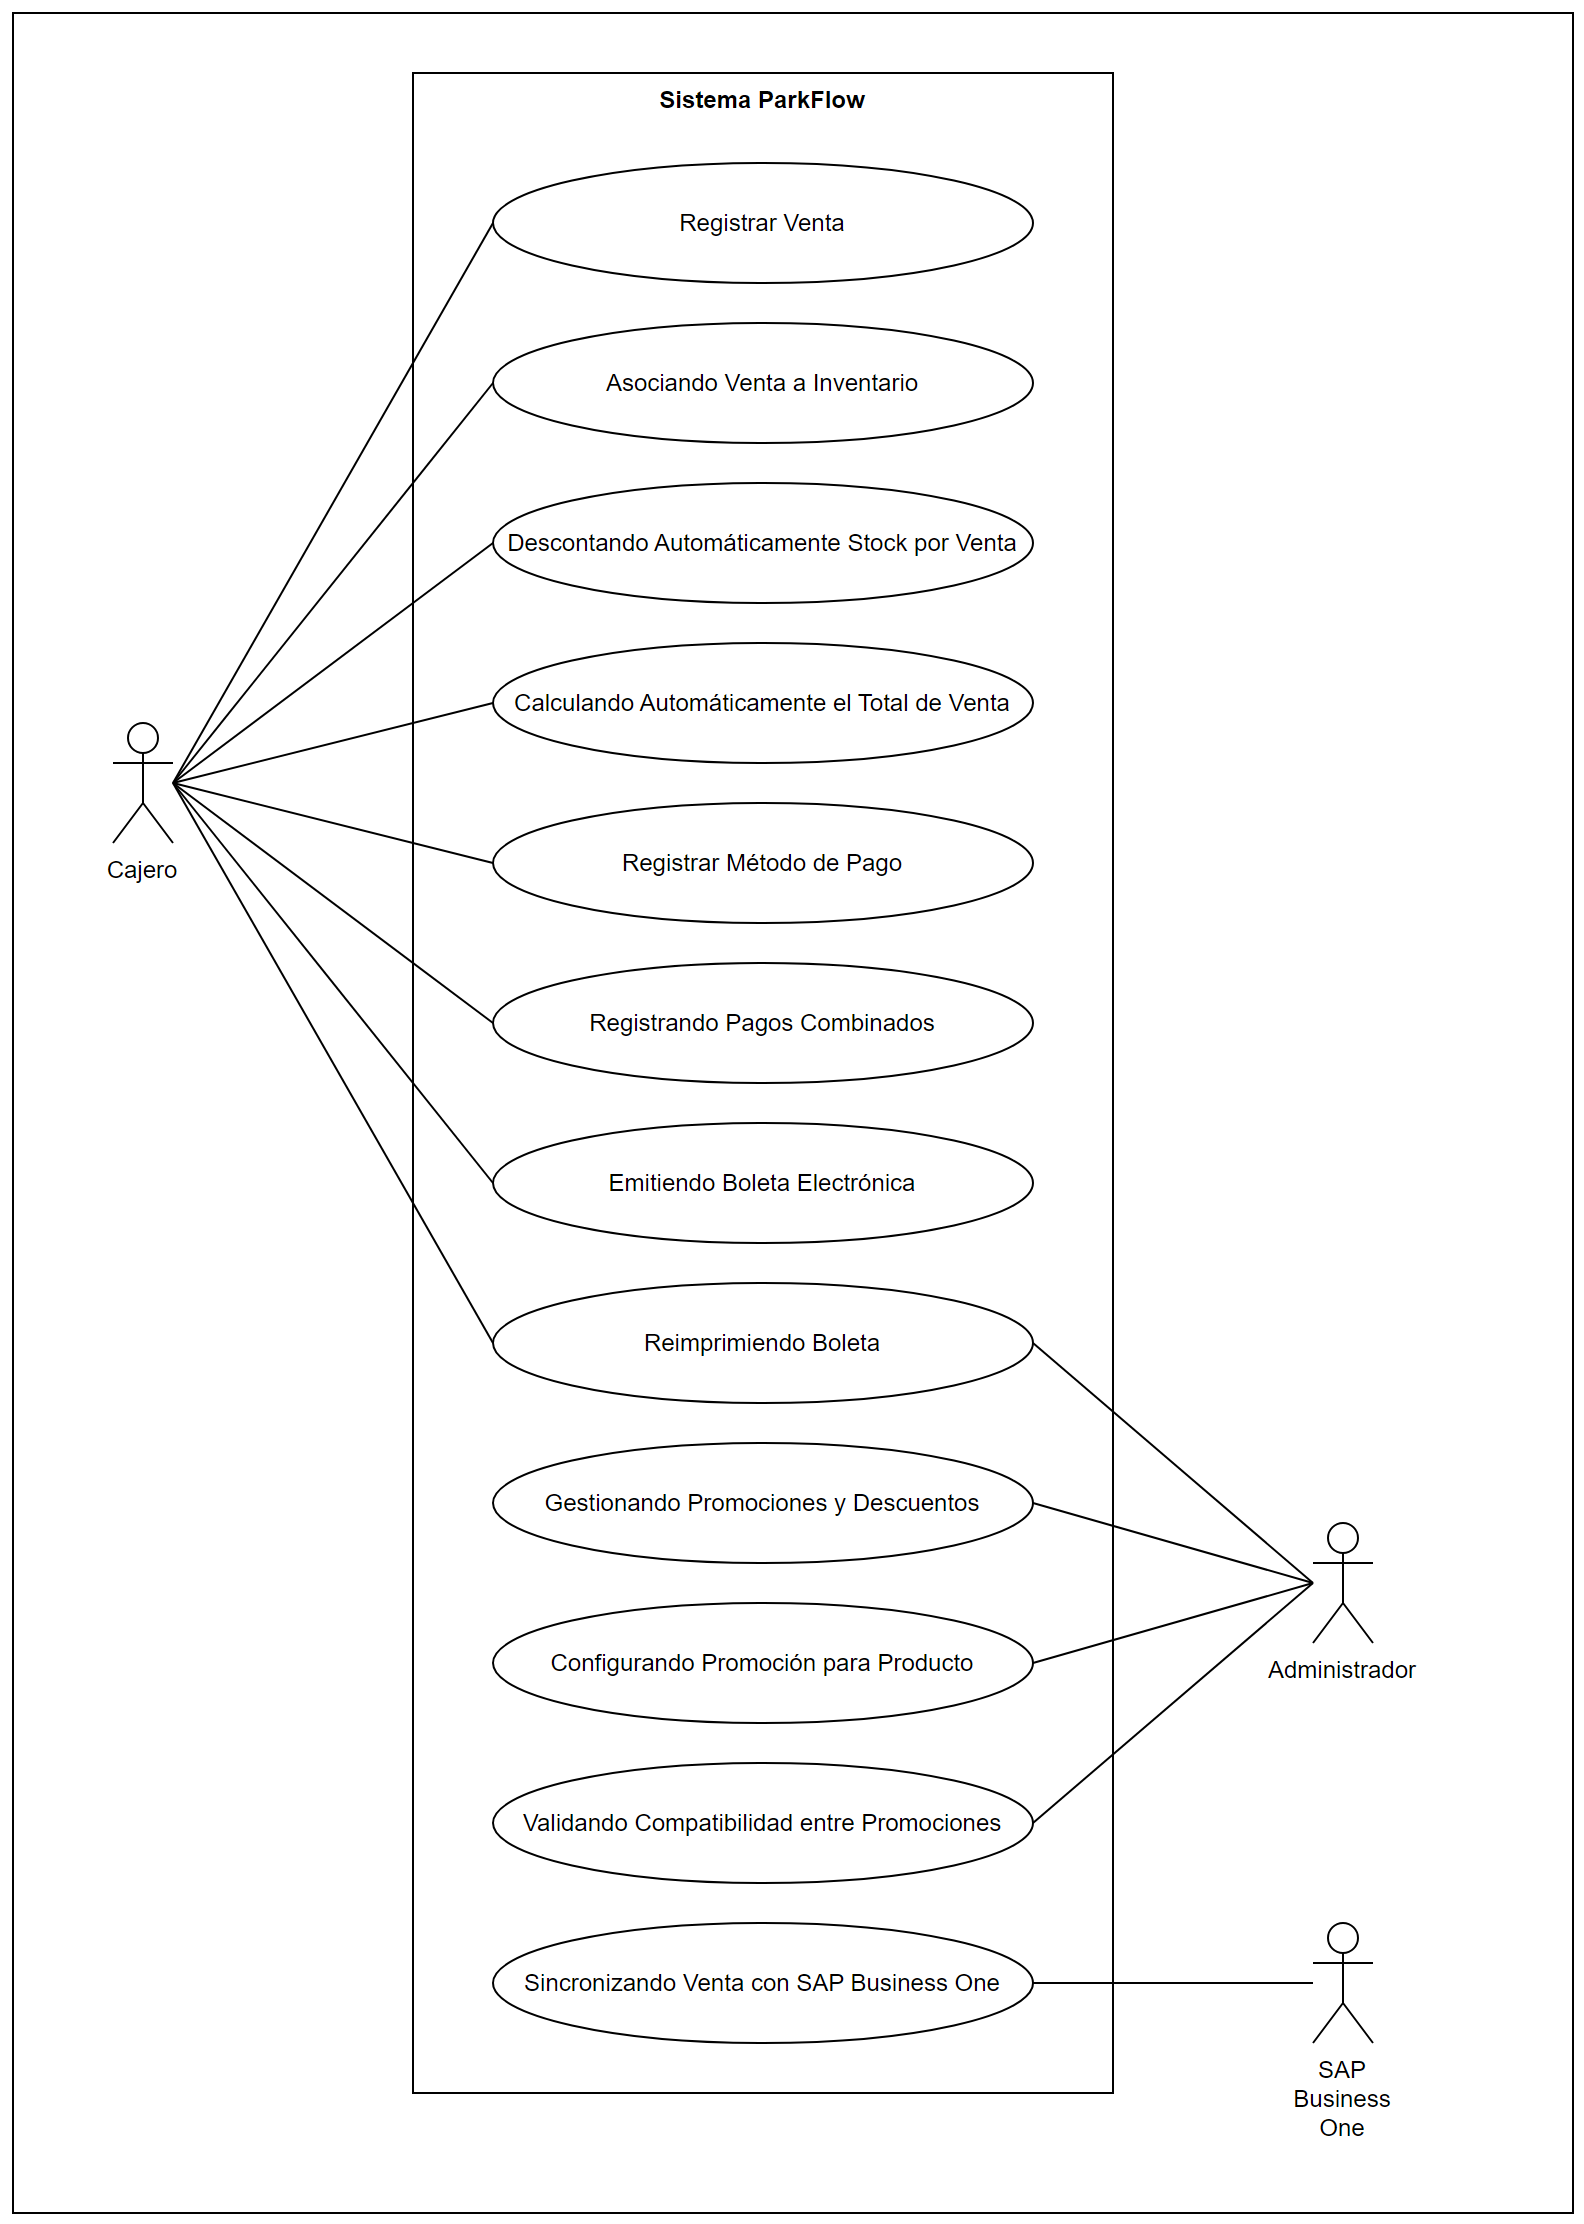 Sistema ParkFlow
Registrar Venta
Asociando Venta a Inventario
Descontando Automáticamente Stock por Venta
Calculando Automáticamente el Total de Venta
Cajero
Registrar Método de Pago
Registrando Pagos Combinados
Emitiendo Boleta Electrónica
Reimprimiendo Boleta
Gestionando Promociones y Descuentos
Configurando Promoción para Producto
Administrador
Validando Compatibilidad entre Promociones
Sincronizando Venta con SAP Business One
SAP
Business
One